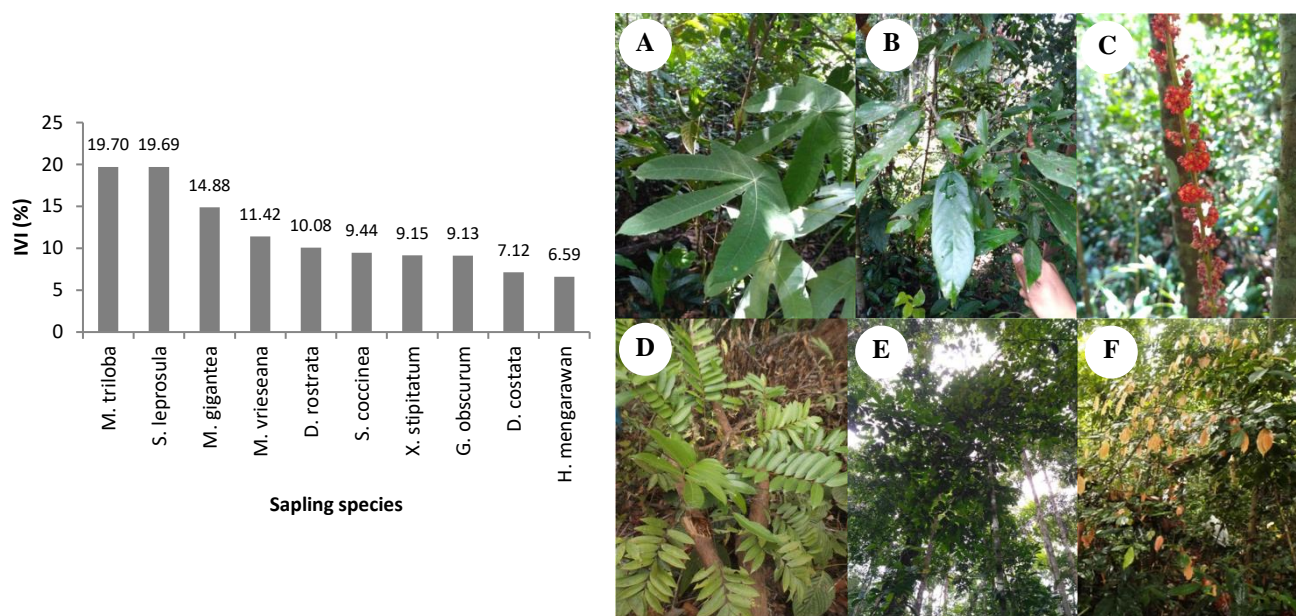 IVI (%)
25
20
15
10
5
0
19.70
19.69
14.88
11.42
10.08
9.44
9.15
9.13
7.12
6.59
M. triloba
S. leprosula
M. gigantea
M. vrieseana
D. rostrata
S. coccinea
X. stipitatum
G. obscurum
D. costata
H. mengarawan
Sapling species
A
B
C
D
E
F